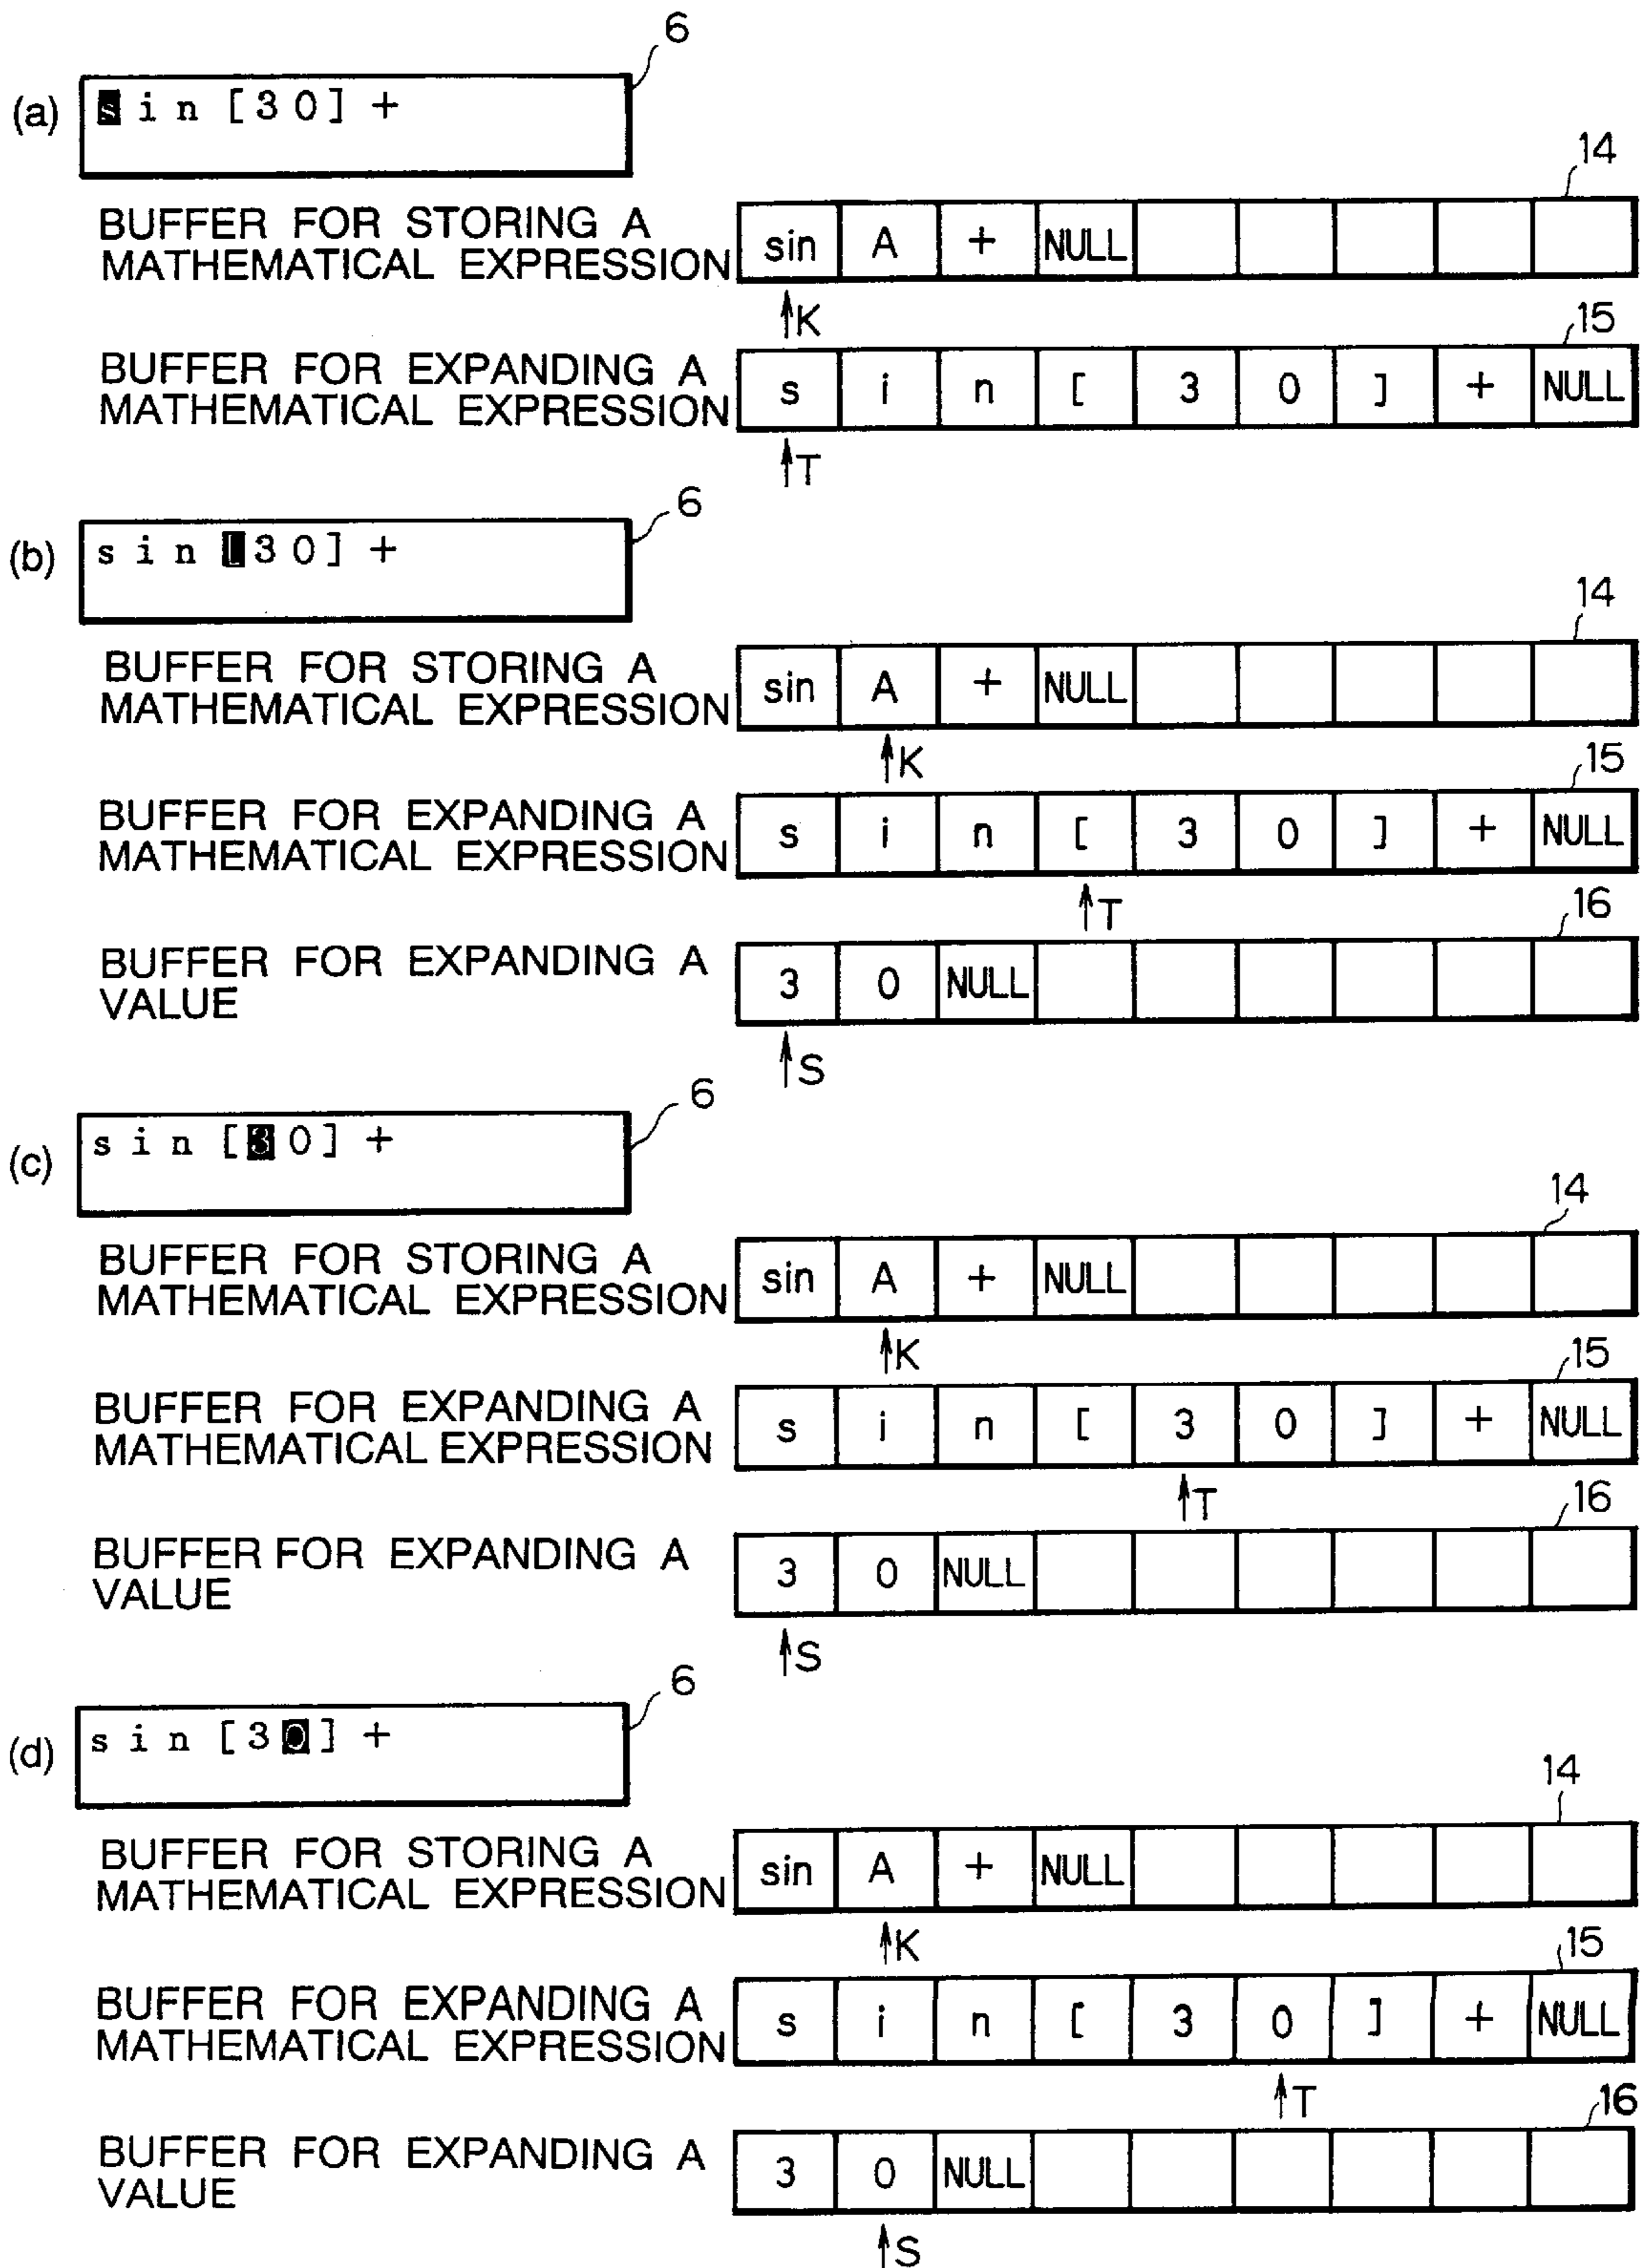 6
(a) sin [30] +
14
BUFFER FOR STORING A
MATHEMATICAL EXPRESSION sin A + NULL
K
15
BUFFER FOR EXPANDING A
MATHEMATICAL EXPRESSION s i n [ 3 0 ] + NULL
T
6
(b) sin [30] +
14
BUFFER FOR STORING A
MATHEMATICAL EXPRESSION sin A + NULL
K
15
BUFFER FOR EXPANDING A
MATHEMATICAL EXPRESSION s i n [ 3 0 ] + NULL
T
16
BUFFER FOR EXPANDING A
VALUE 3 0 NULL
S
6
(c) sin [30] +
14
BUFFER FOR STORING A
MATHEMATICAL EXPRESSION sin A + NULL
K
15
BUFFER FOR EXPANDING A
MATHEMATICAL EXPRESSION s i n [ 3 0 ] + NULL
T
16
BUFFER FOR EXPANDING A
VALUE 3 0 NULL
S
6
(d) sin [30] +
14
BUFFER FOR STORING A
MATHEMATICAL EXPRESSION sin A + NULL
K
15
BUFFER FOR EXPANDING A
MATHEMATICAL EXPRESSION s i n [ 3 0 ] + NULL
T
16
BUFFER FOR EXPANDING A
VALUE 3 0 NULL
S